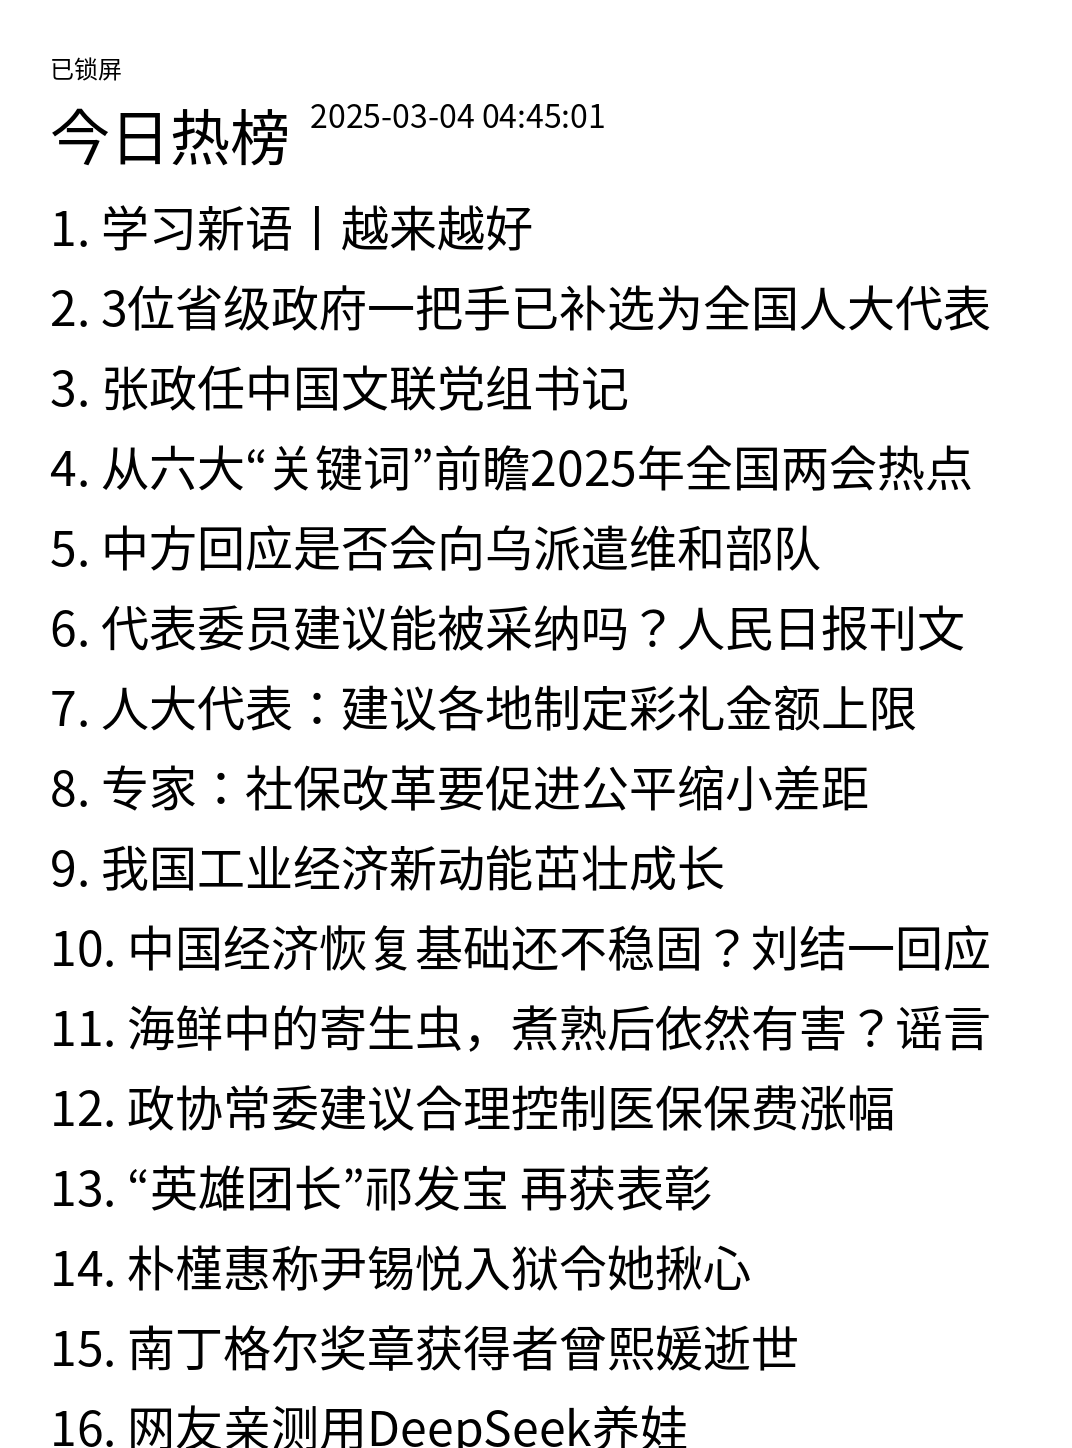 已锁屏
今日热榜 2025-03-04 04:45:01
1. 学习新语丨越来越好
2. 3位省级政府一把手已补选为全国人大代表
3. 张政任中国文联党组书记
4. 从六大“关键词”前瞻2025年全国两会热点
5. 中方回应是否会向乌派遣维和部队
6. 代表委员建议能被采纳吗？人民日报刊文
7. 人大代表：建议各地制定彩礼金额上限
8. 专家：社保改革要促进公平缩小差距
9. 我国工业经济新动能茁壮成长
10. 中国经济恢复基础还不稳固？刘结一回应
11. 海鲜中的寄生虫，煮熟后依然有害？谣言
12. 政协常委建议合理控制医保保费涨幅
13. “英雄团长”祁发宝 再获表彰
14. 朴槿惠称尹锡悦入狱令她揪心
15. 南丁格尔奖章获得者曾熙媛逝世
16. 网友亲测用DeepSeek养娃